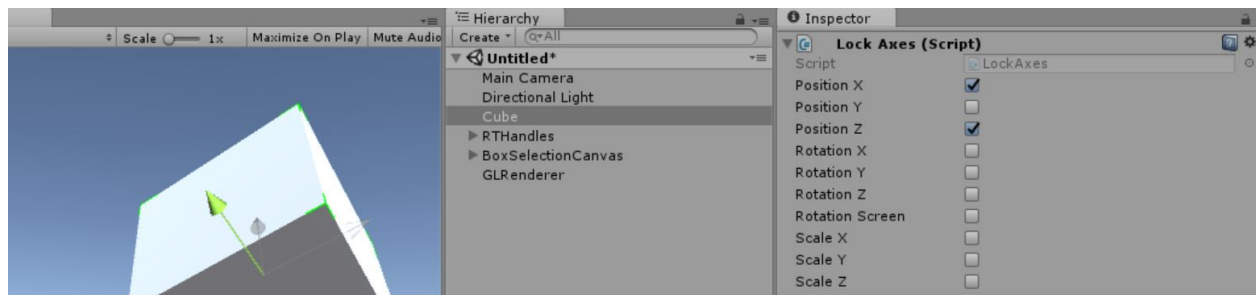 Scale 1x Maximize On Play Mute Audio
Hierarchy
Create All
Untitled*
Main Camera
Directional Light
Cube
RTHandles
BoxSelectionCanvas
GLRenderer
Inspector
Lock Axes (Script)
Script LockAxes
Position X
Position Y
Position Z
Rotation X
Rotation Y
Rotation Z
Rotation Screen
Scale X
Scale Y
Scale Z